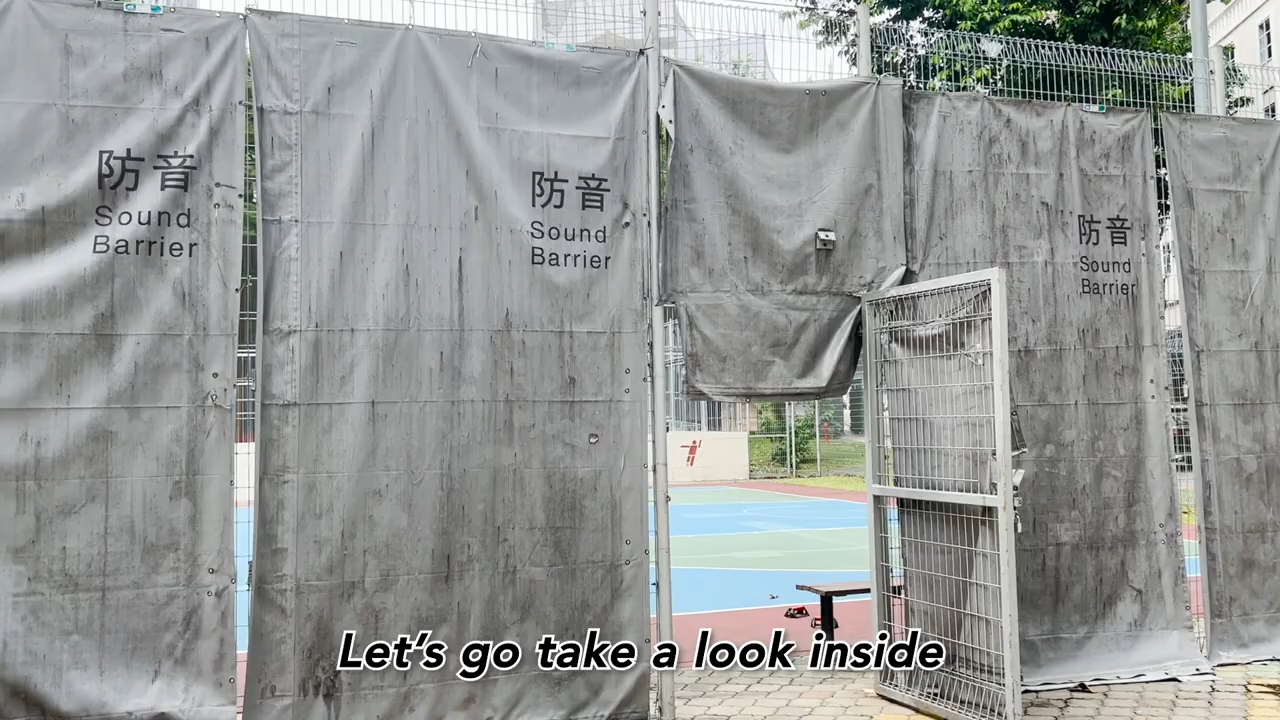 防音
Sound
Barrier
防音
Sound
Barrier
防音
Sound
Barrier
Let's go take a look inside